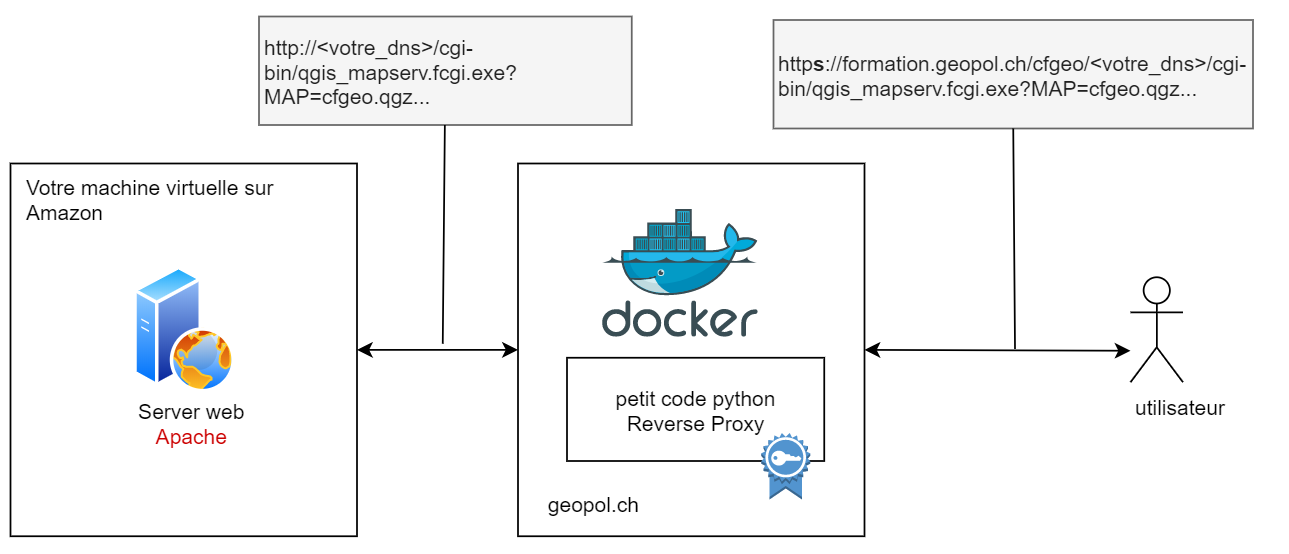 http://<votre_dns>/cgi-
bin/qgis_mapserv.fcgi.exe?
MAP=cfgeo.qgz...
https://formation.geopol.ch/cfgeo/<votre_dns>/cgi-
bin/qgis_mapserv.fcgi.exe?MAP=cfgeo.qgz...
Votre machine virtuelle sur
Amazon
Server web
Apache
docker
petit code python
Reverse Proxy
geopol.ch
utilisateur